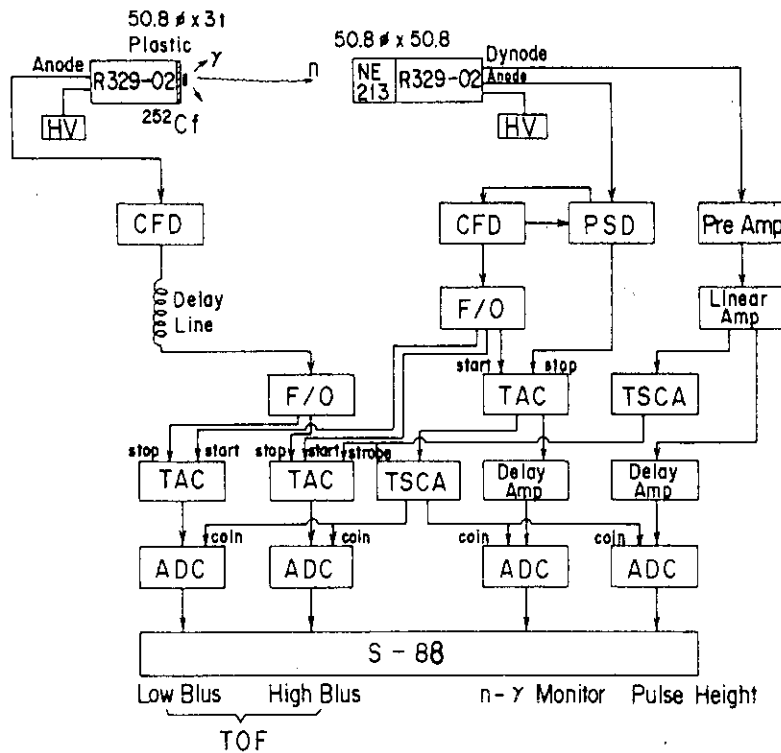 50.8 φ x 3t
Plastic
γ
Anode
R329-02
n
HV
252Cf
50.8 φ x 50.8
NE
213
R329-02
Dynode
Anode
HV
CFD
CFD
PSD
Pre Amp
Delay
Line
F/O
Linear
Amp
start
stop
F/O
TAC
TSCA
stop
start
stop
start
strobe
TAC
TAC
TSCA
Delay
Amp
Delay
Amp
coin
coin
coin
coin
ADC
ADC
ADC
ADC
S - 88
Low Blus
High Blus
n-γ Monitor
Pulse Height
TOF